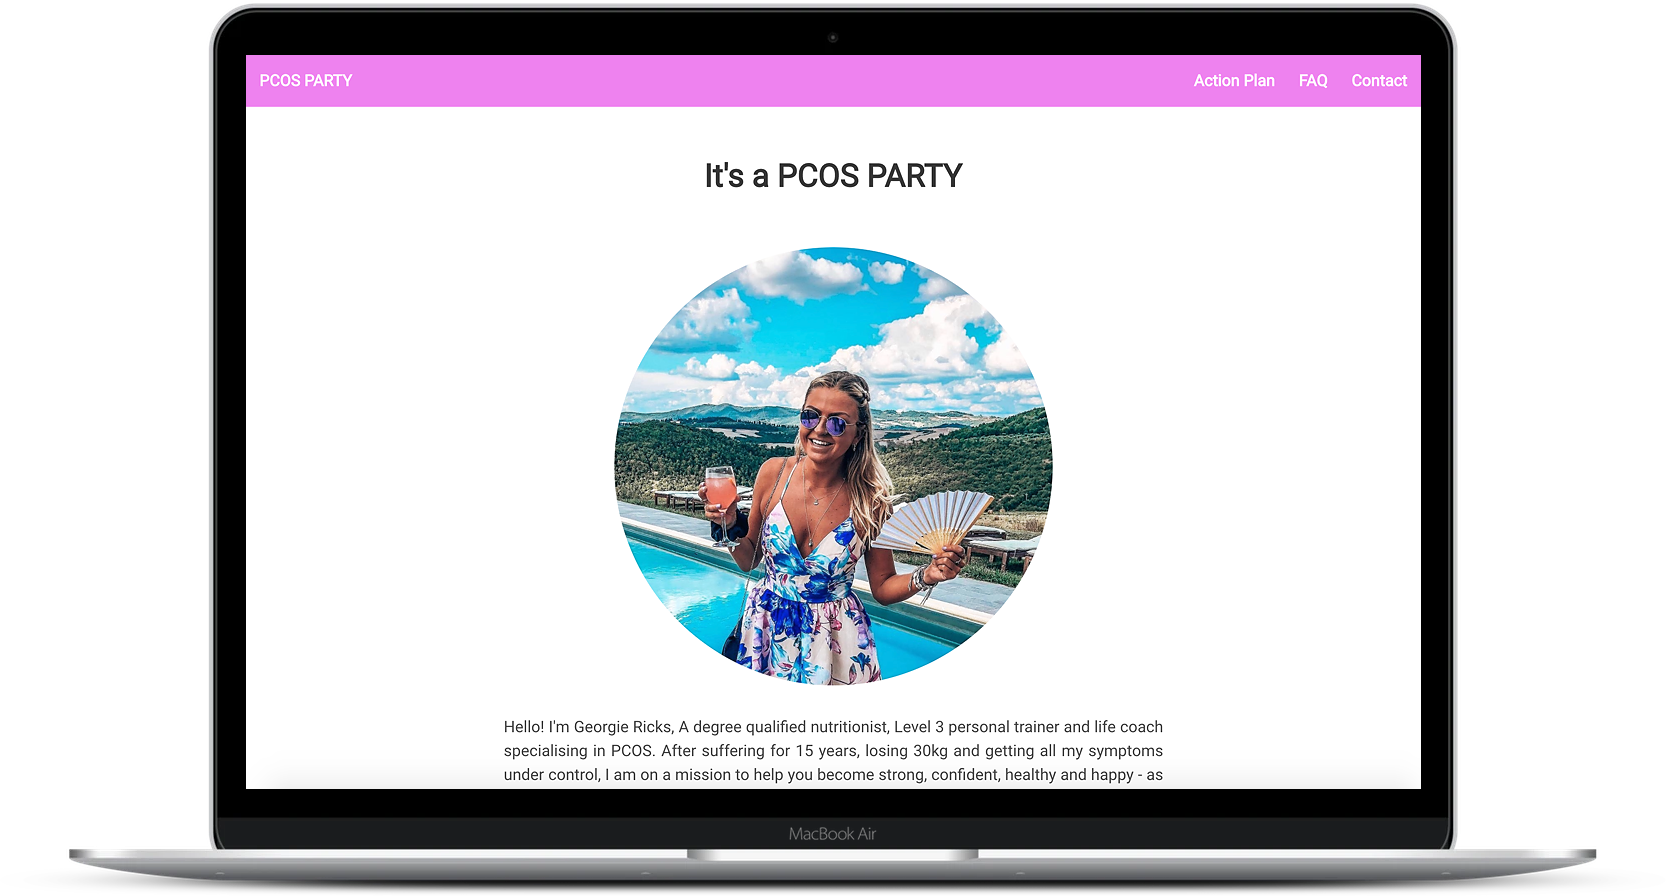 PCOS PARTY
Action Plan FAQ Contact
It's a PCOS PARTY
Hello! I'm Georgie Ricks, A degree qualified nutritionist, Level 3 personal trainer and life coach
specialising in PCOS. After suffering for 15 years, losing 30kg and getting all my symptoms
under control, I am on a mission to help you become strong, confident, healthy and happy - as
MacBook Air